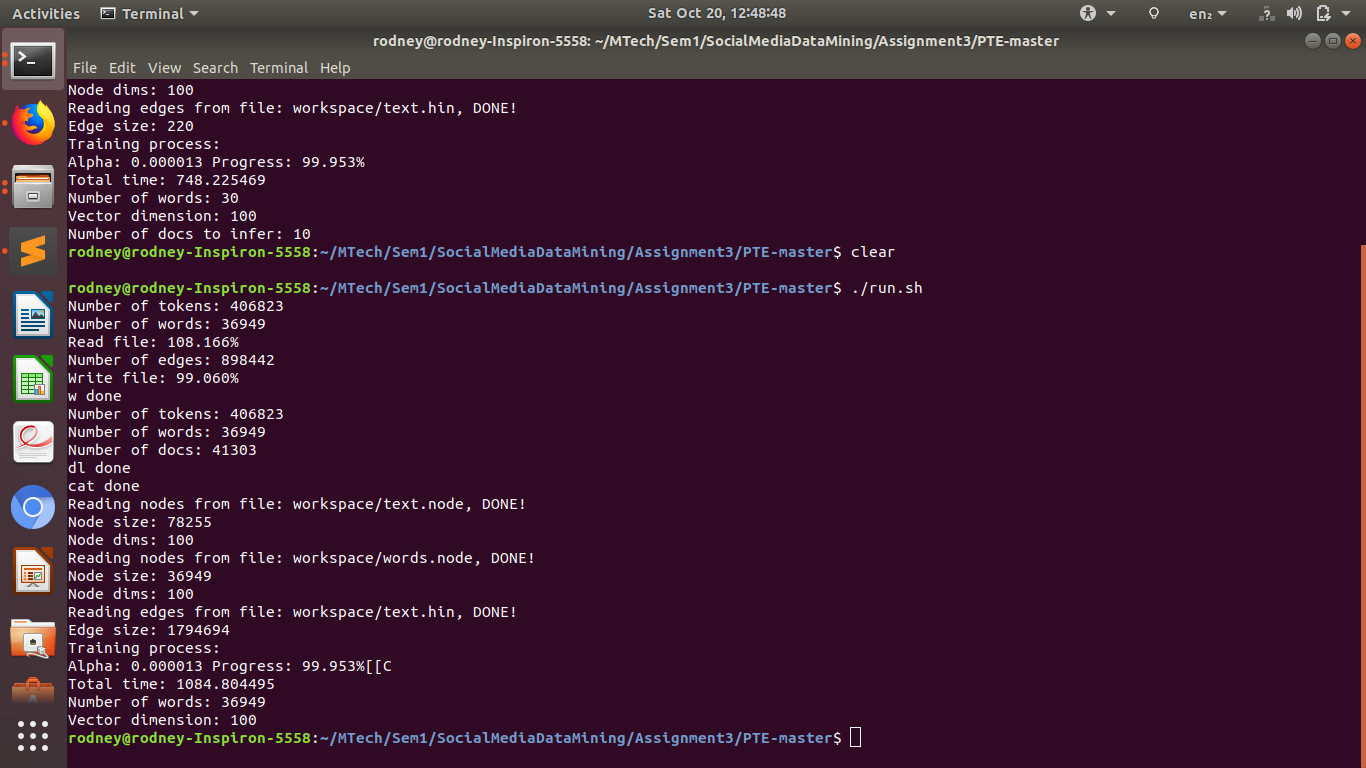 Activities Terminal Sat Oct 20, 12:48:48 en₂
rodney@rodney-Inspiron-5558: ~/MTech/Sem1/SocialMediaDataMining/Assignment3/PTE-master
File Edit View Search Terminal Help
Node dims: 100
Reading edges from file: workspace/text.hin, DONE!
Edge size: 220
Training process:
Alpha: 0.000013 Progress: 99.953%
Total time: 748.225469
Number of words: 30
Vector dimension: 100
Number of docs to infer: 10
rodney@rodney-Inspiron-5558:~/MTech/Sem1/SocialMediaDataMining/Assignment3/PTE-master$ clear
rodney@rodney-Inspiron-5558:~/MTech/Sem1/SocialMediaDataMining/Assignment3/PTE-master$ ./run.sh
Number of tokens: 406823
Number of words: 36949
Read file: 108.166%
Number of edges: 898442
Write file: 99.060%
w done
Number of tokens: 406823
Number of words: 36949
Number of docs: 41303
dl done
cat done
Reading nodes from file: workspace/text.node, DONE!
Node size: 78255
Node dims: 100
Reading nodes from file: workspace/words.node, DONE!
Node size: 36949
Node dims: 100
Reading edges from file: workspace/text.hin, DONE!
Edge size: 1794694
Training process:
Alpha: 0.000013 Progress: 99.953%[[C
Total time: 1084.804495
Number of words: 36949
Vector dimension: 100
rodney@rodney-Inspiron-5558:~/MTech/Sem1/SocialMediaDataMining/Assignment3/PTE-master$